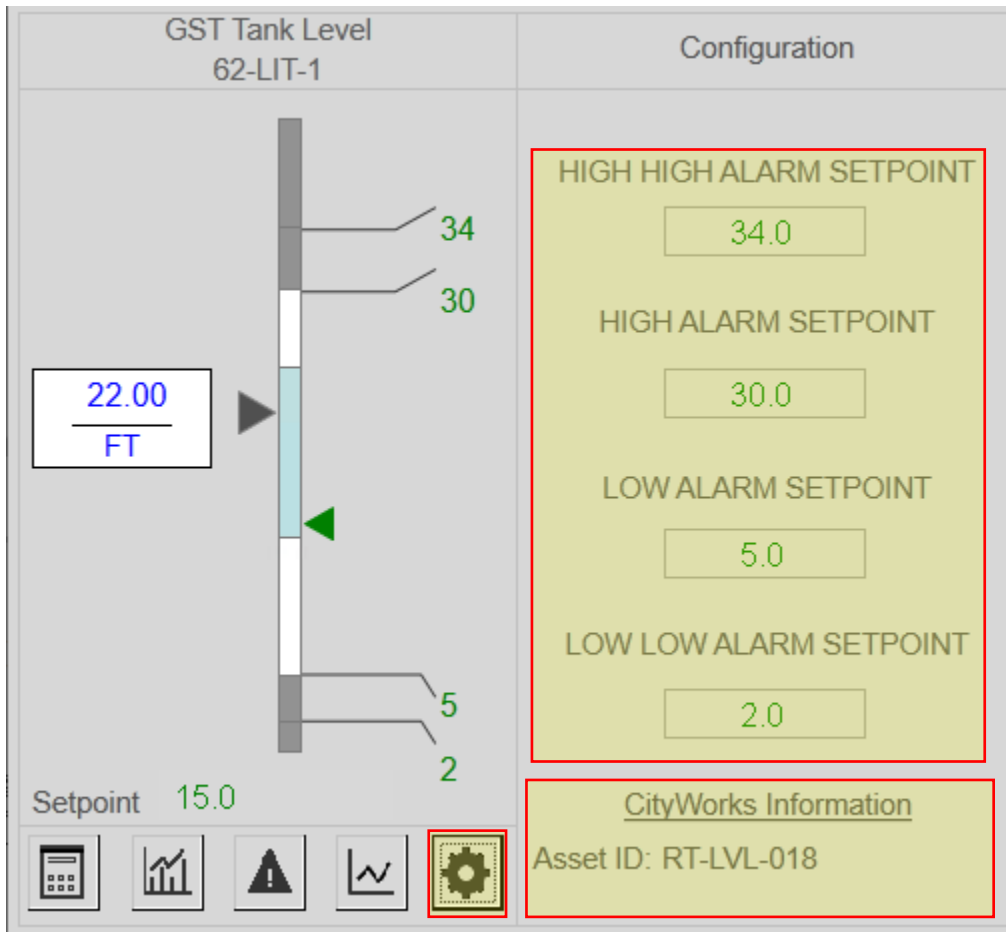 GST Tank Level
62-LIT-1
34
30
22.00
FT
5
2
Setpoint 15.0
Configuration
HIGH HIGH ALARM SETPOINT
34.0
HIGH ALARM SETPOINT
30.0
LOW ALARM SETPOINT
5.0
LOW LOW ALARM SETPOINT
2.0
CityWorks Information
Asset ID: RT-LVL-018